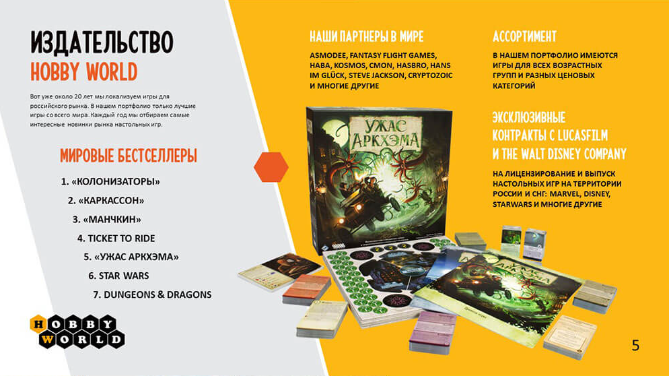 ИЗДАТЕЛЬСТВО
HOBBY WORLD
Вот уже около 20 лет мы локализуем игры для
российского рынка. В нашем портфолио только лучшие
игры со всего мира. Каждый год мы отбираем самые
интересные новинки рынка настольных игр.
МИРОВЫЕ БЕСТСЕЛЛЕРЫ
1. «КОЛОНИЗАТОРЫ»
2. «КАРКАССОН»
3. «МАНЧКИН»
4. TICKET TO RIDE
5. «УЖАС АРКХЭМА»
6. STAR WARS
7. DUNGEONS & DRAGONS
HOBBY
WORLD
НАШИ ПАРТНЕРЫ В МИРЕ
ASMODEE, FANTASY FLIGHT GAMES,
HABA, KOSMOS, CMON, HASBRO, HANS
IM GLÜCK, STEVE JACKSON, CRYPTOZOIC
И МНОГИЕ ДРУГИЕ
АССОРТИМЕНТ
В НАШЕМ ПОРТФОЛИО ИМЕЮТСЯ
ИГРЫ ДЛЯ ВСЕХ ВОЗРАСТНЫХ
ГРУПП И РАЗНЫХ ЦЕНОВЫХ
КАТЕГОРИЙ
ЭКСКЛЮЗИВНЫЕ
КОНТРАКТЫ С LUCASFILM
И THE WALT DISNEY COMPANY
НА ЛИЦЕНЗИРОВАНИЕ И ВЫПУСК
НАСТОЛЬНЫХ ИГР НА ТЕРРИТОРИИ
РОССИИ И СНГ: MARVEL, DISNEY,
STARWARS И МНОГИЕ ДРУГИЕ
УЖАС
АРКХЭМА
УЖАС
АРКХЭМА
5